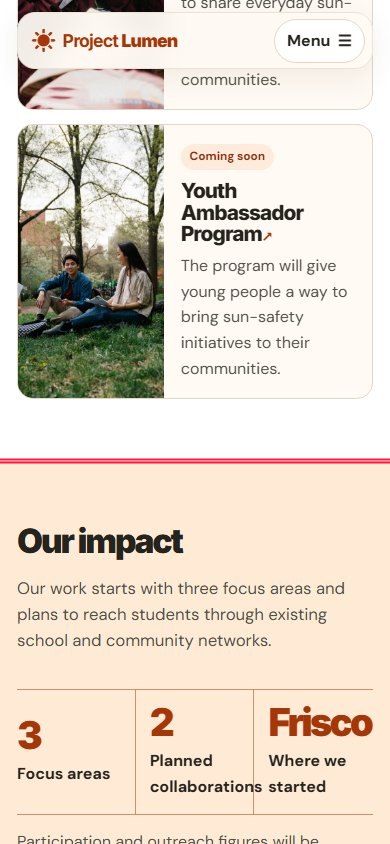 to share everyday sun-
Project Lumen
Menu
communities.
Coming soon
Youth
Ambassador
Program↗
The program will give
young people a way to
bring sun-safety
initiatives to their
communities.
Our impact
Our work starts with three focus areas and
plans to reach students through existing
school and community networks.
3
Focus areas
2
Planned
collaborations
Frisco
Where we
started
Participation and outreach figures will be